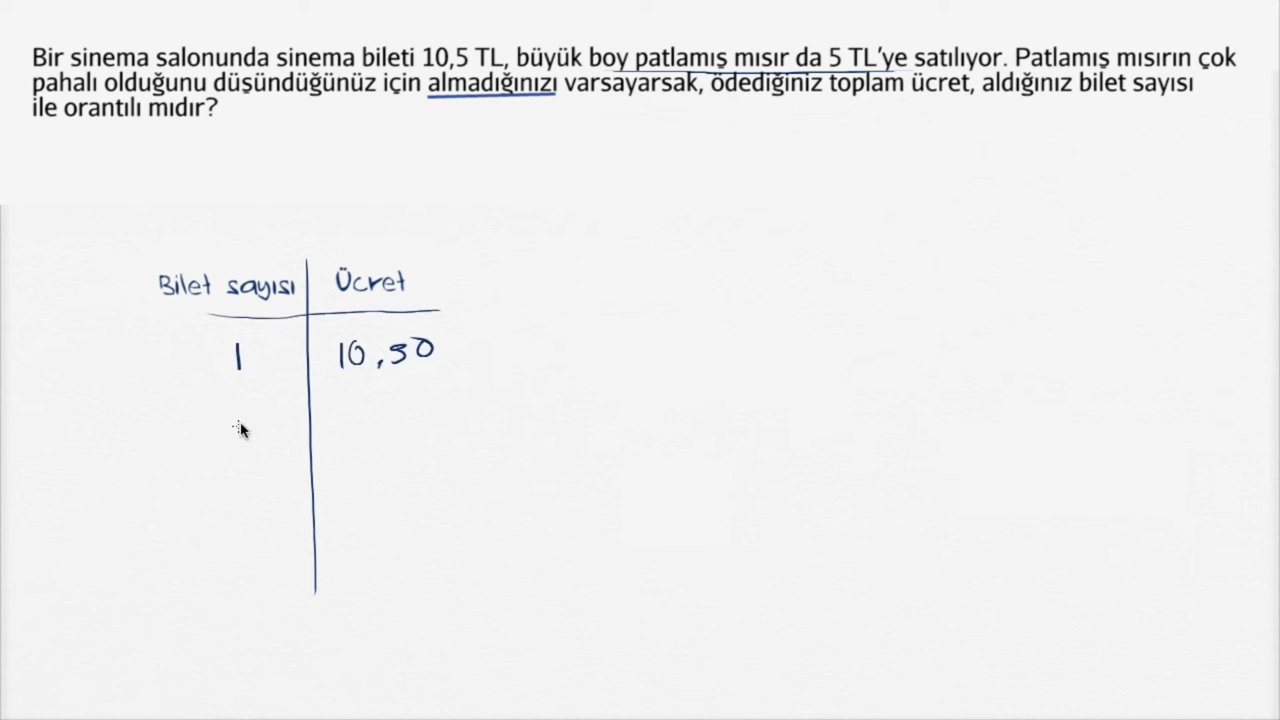 Bir sinema salonunda sinema bileti 10,5 TL, büyük boy patlamış mısır da 5 TL’ye satılıyor. Patlamış mısırın çok
pahalı olduğunu düşündüğünüz için almadığınızı varsayarsak, ödediğiniz toplam ücret, aldığınız bilet sayısı
ile orantılı mıdır?
Bilet sayısı Ücret
1 10,50